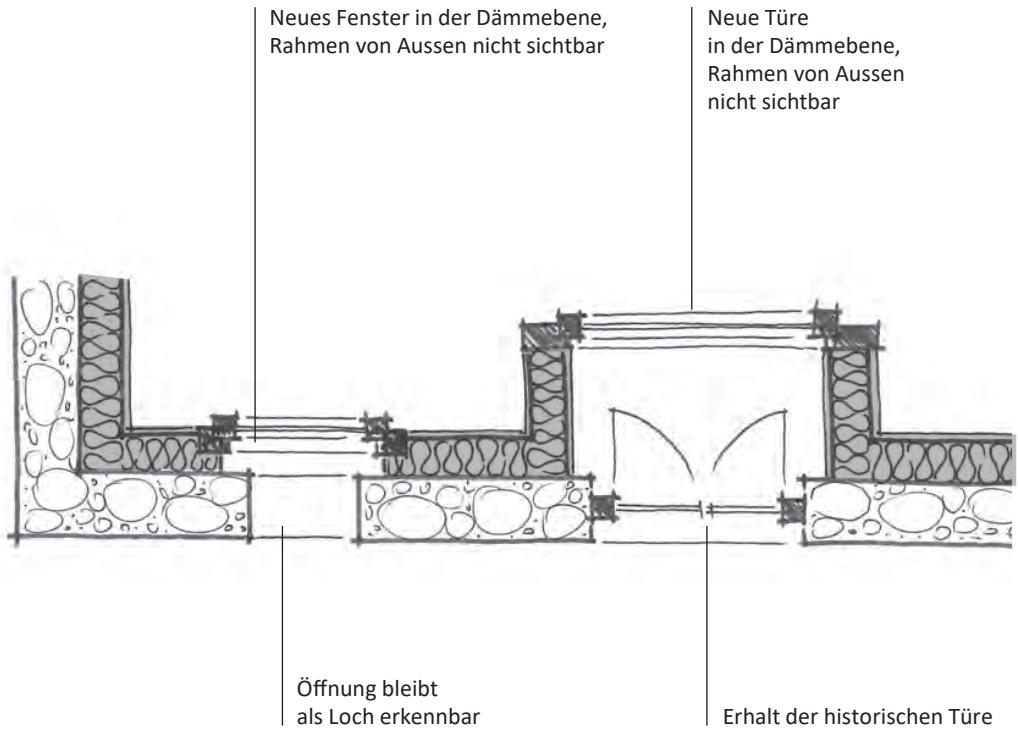 Neues Fenster in der Dämmebene,
Rahmen von Aussen nicht sichtbar
Neue Türe
in der Dämmebene,
Rahmen von Aussen
nicht sichtbar
Öffnung bleibt
als Loch erkennbar
Erhalt der historischen Türe